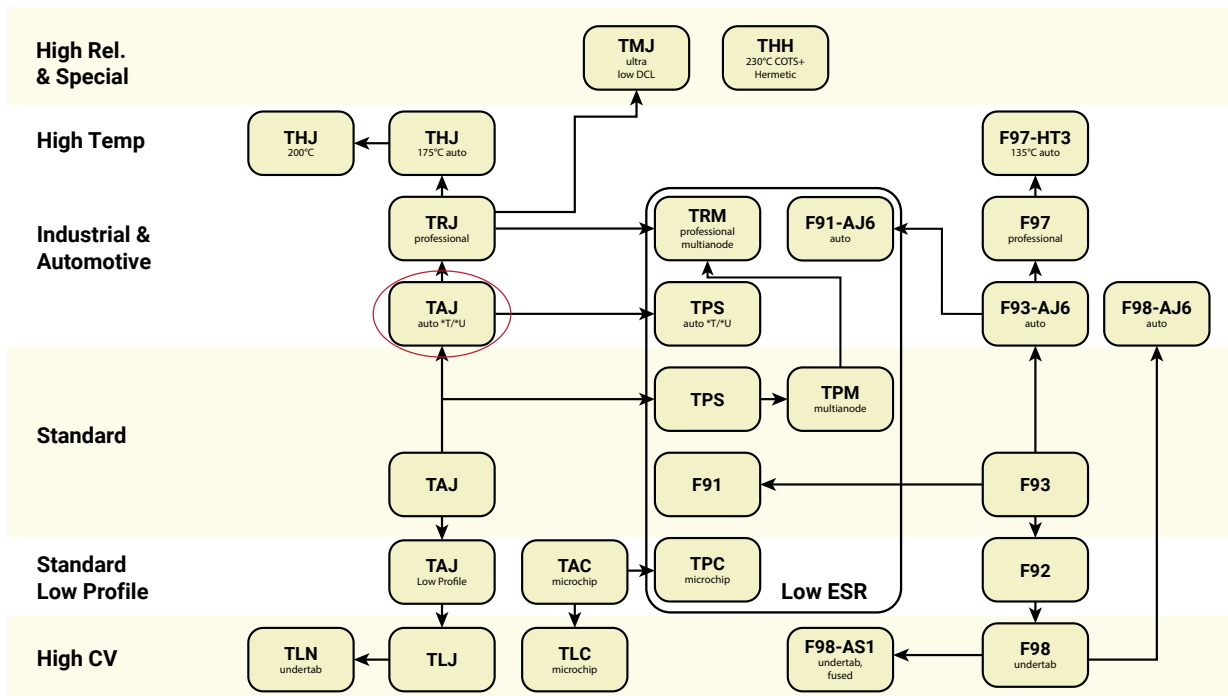 High Rel.
& Special
TMJ
ultra
low DCL
THH
230°C COTS+
Hermetic
High Temp
THJ
200°C
THJ
175°C auto
F97-HT3
135°C auto
Industrial &
Automotive
TRJ
professional
TRM
professional
multianode
F91-AJ6
auto
F97
professional
TAJ
auto *T/*U
TPS
auto *T/*U
F93-AJ6
auto
F98-AJ6
auto
Standard
TPS
TPM
multianode
TAJ
F91
F93
Standard
Low Profile
TAJ
Low Profile
TAC
microchip
TPC
microchip
Low ESR
F92
High CV
TLN
undertab
TLJ
TLC
microchip
F98-AS1
undertab,
fused
F98
undertab